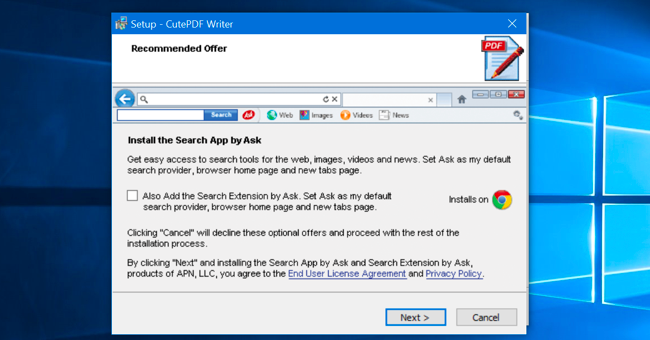 Setup - CutePDF Writer
Recommended Offer
PDF
Search Ask Web Images Videos News
Install the Search App by Ask
Get easy access to search tools for the web, images, videos and news. Set Ask as my default
search provider, browser home page and new tabs page.
Also Add the Search Extension by Ask. Set Ask as my default
search provider, browser home page and new tabs page.
Installs on
Clicking "Cancel" will decline these optional offers and proceed with the rest of the
installation process.
By clicking "Next" and installing the Search App by Ask and Search Extension by Ask,
products of APN, LLC, you agree to the End User License Agreement and Privacy Policy.
Next >
Cancel